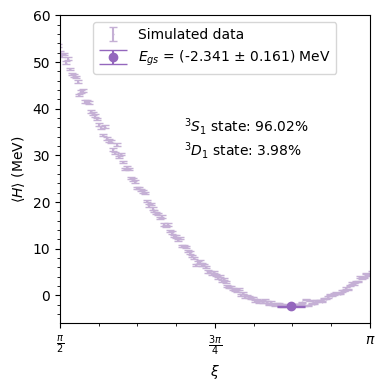 60
50
40
30
20
10
0
⟨H⟩ (MeV)
Simulated data
E_gs = (-2.341 ± 0.161) MeV
³S₁ state: 96.02%
³D₁ state: 3.98%
π/2
3π/4
π
ξ